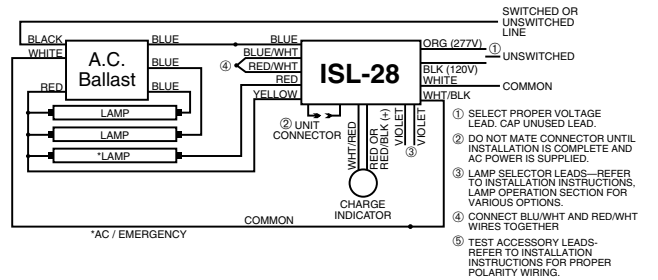 SWITCHED OR
UNSWITCHED
LINE
BLACK
BLUE
BLUE
ORG (277V)
①
UNSWITCHED
WHITE
A.C.
Ballast
BLUE
BLUE/WHT
④
RED/WHT
ISL-28
BLK (120V)
RED
BLUE
RED
WHITE
COMMON
YELLOW
WHT/BLK
LAMP
LAMP
*LAMP
② UNIT
CONNECTOR
WHT/RED
RED OR
RED/BLK (+)
VIOLET
VIOLET
③
CHARGE
INDICATOR
COMMON
*AC / EMERGENCY
① SELECT PROPER VOLTAGE
LEAD. CAP UNUSED LEAD.
② DO NOT MATE CONNECTOR UNTIL
INSTALLATION IS COMPLETE AND
AC POWER IS SUPPLIED.
③ LAMP SELECTOR LEADS—REFER
TO INSTALLATION INSTRUCTIONS,
LAMP OPERATION SECTION FOR
VARIOUS OPTIONS.
④ CONNECT BLU/WHT AND RED/WHT
WIRES TOGETHER
⑤ TEST ACCESSORY LEADS-
REFER TO INSTALLATION
INSTRUCTIONS FOR PROPER
POLARITY WIRING.